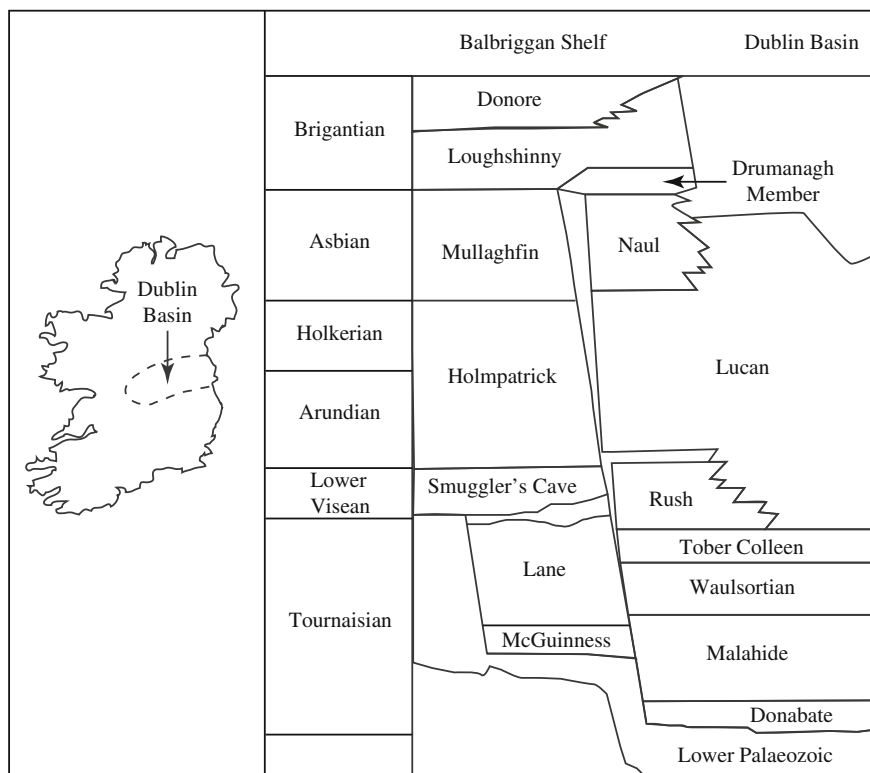 Balbriggan Shelf
Dublin Basin
Donore
Brigantian
Loughshinny
Drumanagh
Member
Asbian
Mullaghfin
Naul
Dublin
Basin
Holkerian
Holmpatrick
Lucan
Arundian
Lower
Visean
Smuggler's Cave
Rush
Tober Colleen
Lane
Waulsortian
Tournaisian
McGuinness
Malahide
Donabate
Lower Palaeozoic